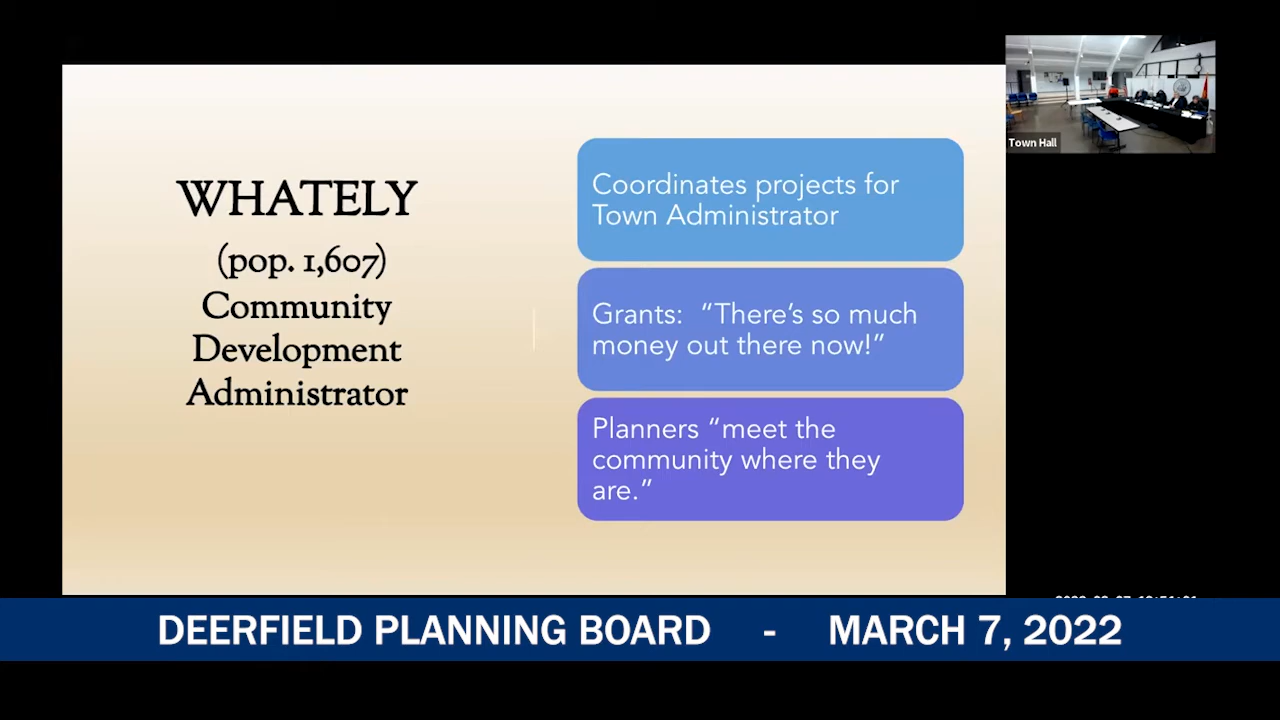 WHATELY
(pop. 1,607)
Community
Development
Administrator
Coordinates projects for
Town Administrator
Grants: “There’s so much
money out there now!”
Planners “meet the
community where they
are.”
Town Hall
DEERFIELD PLANNING BOARD - MARCH 7, 2022